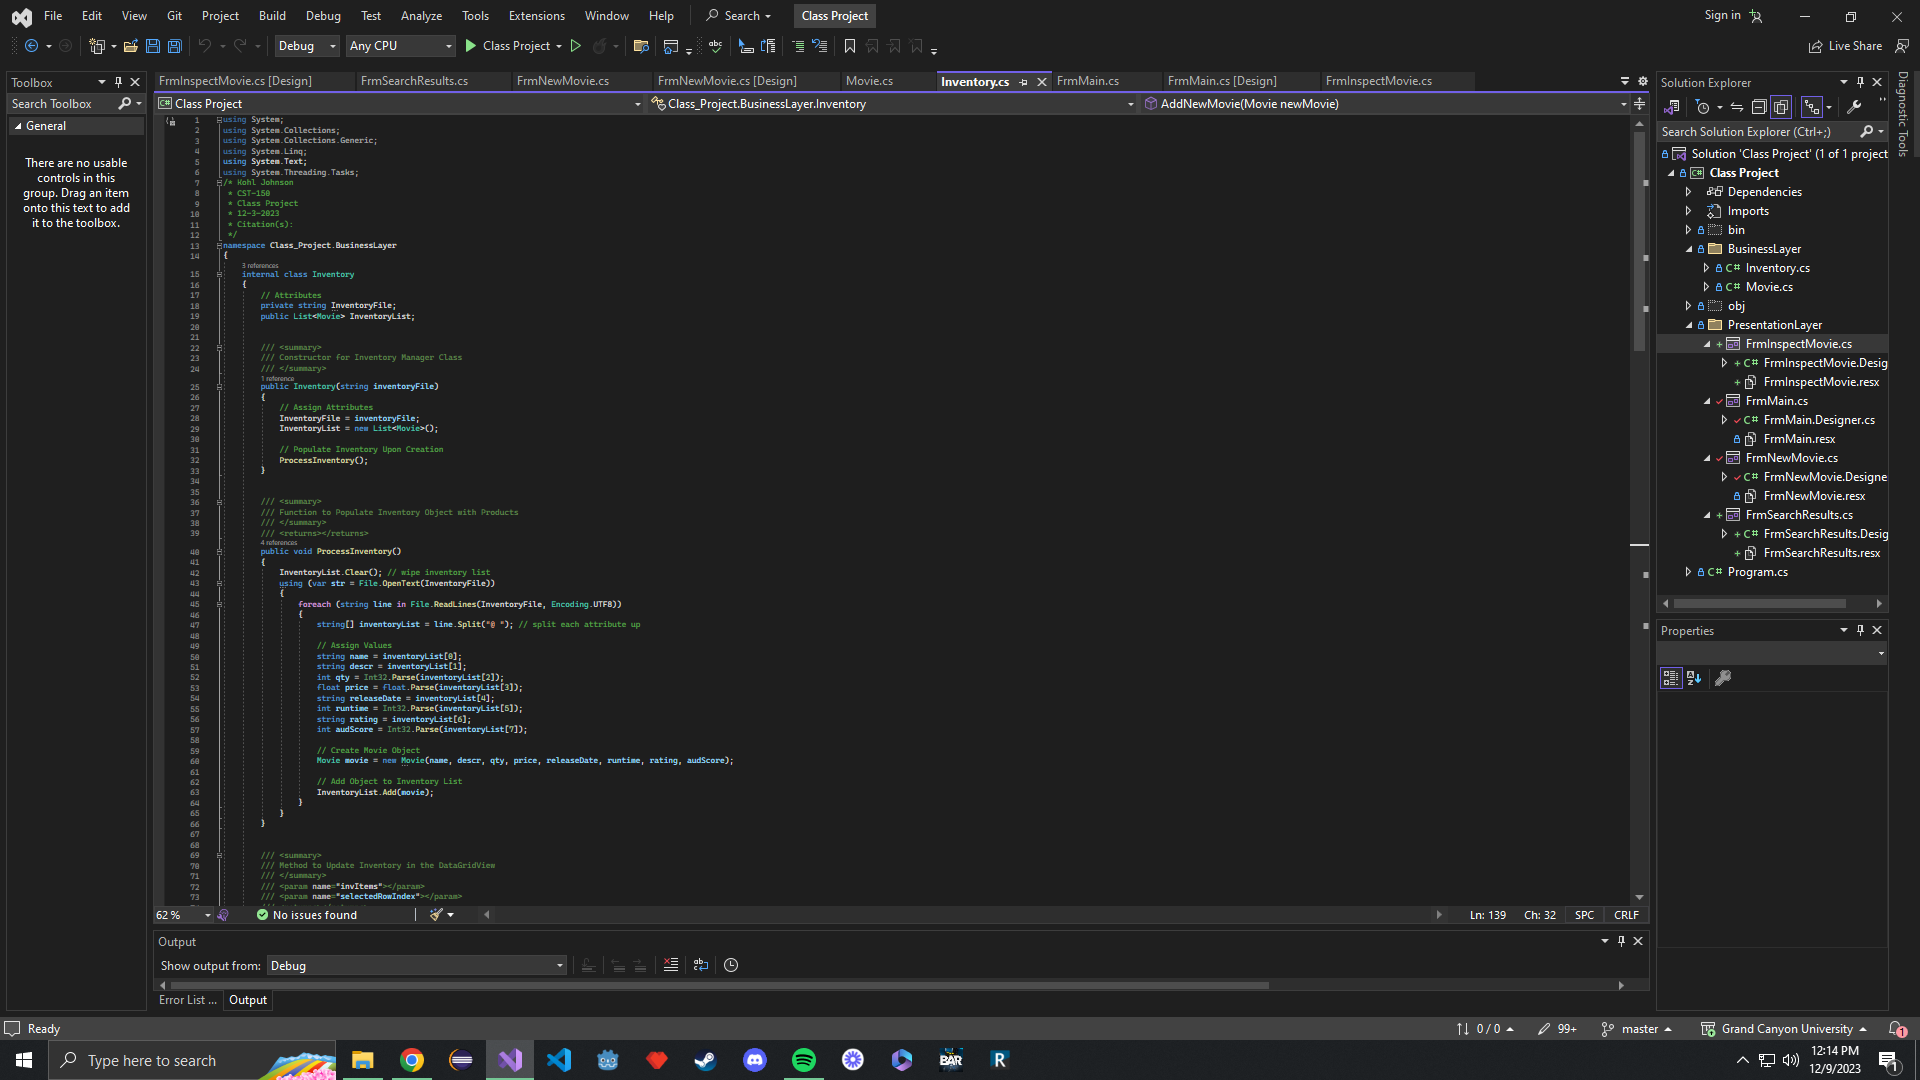 File Edit View Git Project Build Debug Test Analyze Tools Extensions Window Help Search Class Project Sign in
Debug Any CPU Class Project Live Share
Toolbox
Search Toolbox
General
There are no usable
controls in this
group. Drag an item
onto this text to add
it to the toolbox.
FrmInspectMovie.cs [Design] FrmSearchResults.cs FrmNewMovie.cs FrmNewMovie.cs [Design] Movie.cs Inventory.cs FrmMain.cs FrmMain.cs [Design] FrmInspectMovie.cs
Class Project Class_Project.BusinessLayer.Inventory AddNewMovie(Movie newMovie)
1 using System;
2 using System.Collections;
3 using System.Collections.Generic;
4 using System.Linq;
5 using System.Text;
6 using System.Threading.Tasks;
7 /* Kohl Johnson
8 * CST-150
9 * Class Project
10 * 12-3-2023
11 * Citation(s):
12 */
13 namespace Class_Project.BusinessLayer
14 {
3 references
15 internal class Inventory
16 {
17 // Attributes
18 private string InventoryFile;
19 public List<Movie> InventoryList;
20
21
22 /// <summary>
23 /// Constructor for Inventory Manager Class
24 /// </summary>
1 reference
25 public Inventory(string inventoryFile)
26 {
27 // Assign Attributes
28 InventoryFile = inventoryFile;
29 InventoryList = new List<Movie>();
30
31 // Populate Inventory Upon Creation
32 ProcessInventory();
33 }
34
35
36 /// <summary>
37 /// Function to Populate Inventory Object with Products
38 /// </summary>
39 /// <returns></returns>
4 references
40 public void ProcessInventory()
41 {
42 InventoryList.Clear(); // wipe inventory list
43 using (var str = File.OpenText(InventoryFile))
44 {
45 foreach (string line in File.ReadLines(InventoryFile, Encoding.UTF8))
46 {
47 string[] inventoryList = line.Split("@ "); // split each attribute up
48
49 // Assign Values
50 string name = inventoryList[0];
51 string descr = inventoryList[1];
52 int qty = Int32.Parse(inventoryList[2]);
53 float price = float.Parse(inventoryList[3]);
54 string releaseDate = inventoryList[4];
55 int runtime = Int32.Parse(inventoryList[5]);
56 string rating = inventoryList[6];
57 int audScore = Int32.Parse(inventoryList[7]);
58
59 // Create Movie Object
60 Movie movie = new Movie(name, descr, qty, price, releaseDate, runtime, rating, audScore);
61
62 // Add Object to Inventory List
63 InventoryList.Add(movie);
64 }
65 }
66 }
67
68
69 /// <summary>
70 /// Method to Update Inventory in the DataGridView
71 /// </summary>
72 /// <param name="invItems"></param>
73 /// <param name="selectedRowIndex"></param>
62 % No issues found Ln: 139 Ch: 32 SPC CRLF
Output
Show output from: Debug
Error List ... Output
Solution Explorer
Search Solution Explorer (Ctrl+;)
Solution 'Class Project' (1 of 1 project
Class Project
Dependencies
Imports
bin
BusinessLayer
C# Inventory.cs
C# Movie.cs
obj
PresentationLayer
FrmInspectMovie.cs
C# FrmInspectMovie.Desig
FrmInspectMovie.resx
FrmMain.cs
C# FrmMain.Designer.cs
FrmMain.resx
FrmNewMovie.cs
C# FrmNewMovie.Designe
FrmNewMovie.resx
FrmSearchResults.cs
C# FrmSearchResults.Desig
FrmSearchResults.resx
C# Program.cs
Properties
Diagnostic Tools
Ready 0 / 0 99+ master Grand Canyon University 1
Type here to search BAR R 12:14 PM
12/9/2023 1